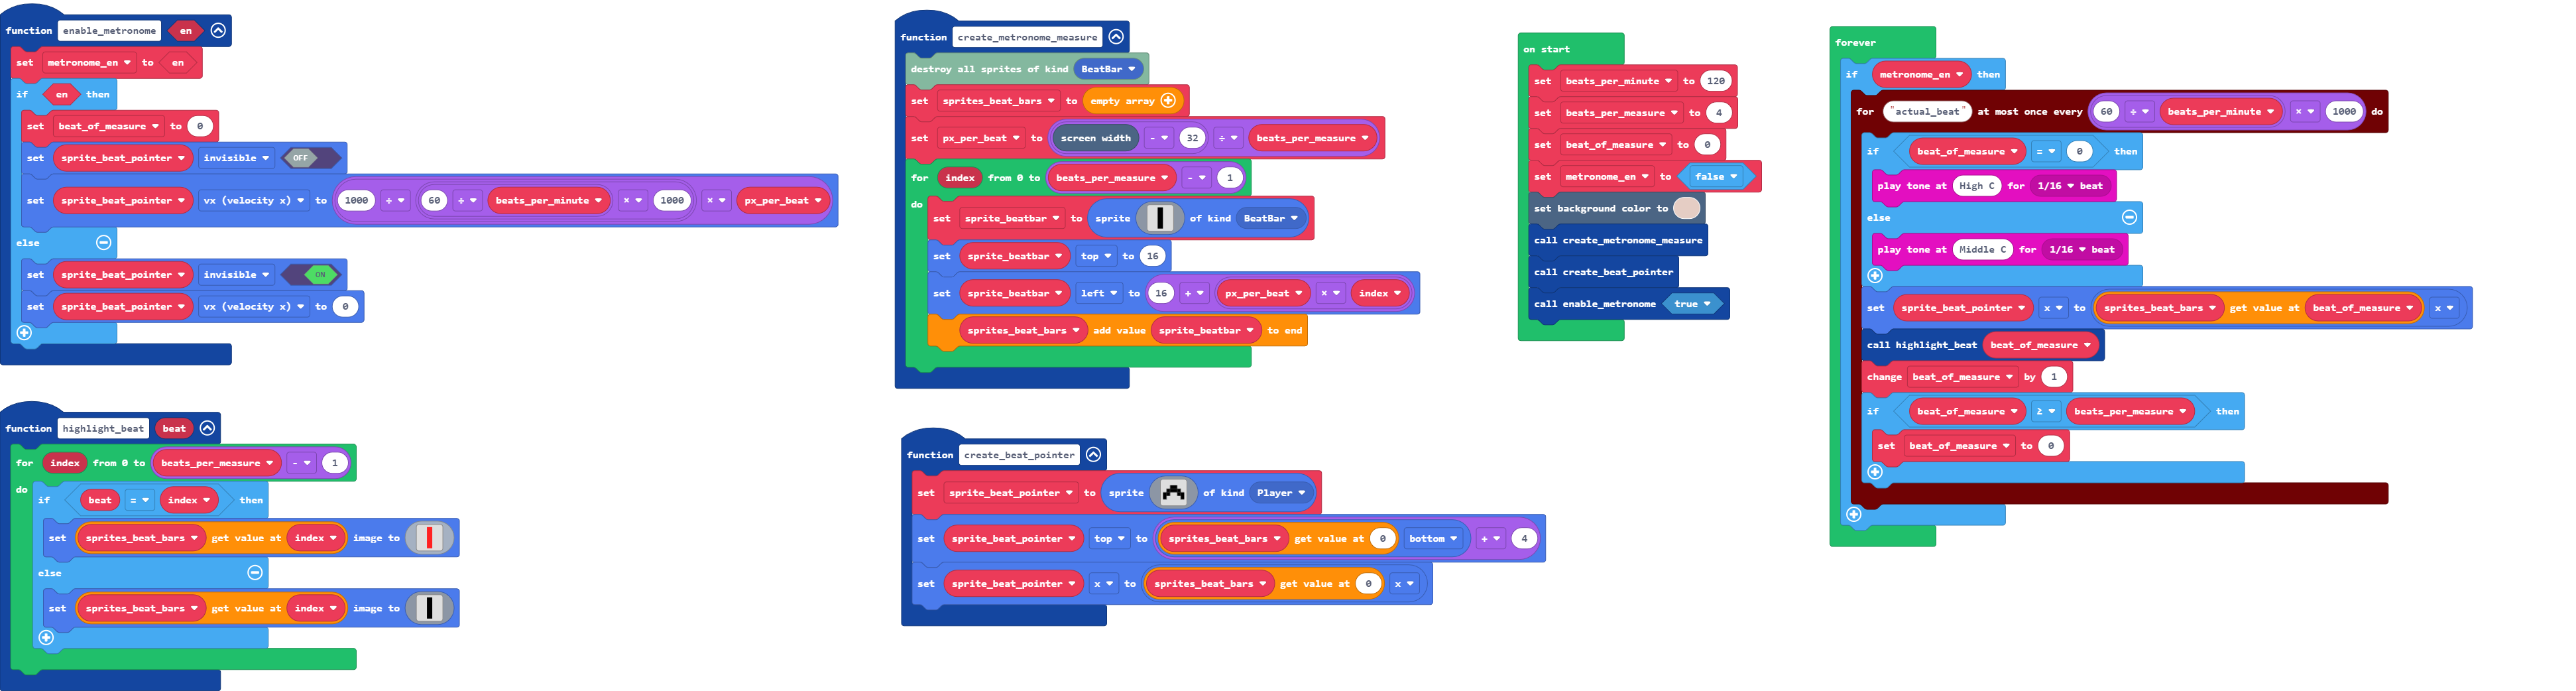 function enable_metronome en
set metronome_en to en
if en then
set beat_of_measure to 0
set sprite_beat_pointer invisible OFF
set sprite_beat_pointer vx (velocity x) to 1000 ÷ 60 ÷ beats_per_minute × 1000 × px_per_beat
else
set sprite_beat_pointer invisible ON
set sprite_beat_pointer vx (velocity x) to 0
function highlight_beat beat
for index from 0 to beats_per_measure - 1
do
if beat = index then
set sprites_beat_bars get value at index image to
else
set sprites_beat_bars get value at index image to
function create_metronome_measure
destroy all sprites of kind BeatBar
set sprites_beat_bars to empty array
set px_per_beat to screen width - 32 ÷ beats_per_measure
for index from 0 to beats_per_measure - 1
do
set sprite_beatbar to sprite of kind BeatBar
set sprite_beatbar top to 16
set sprite_beatbar left to 16 + px_per_beat × index
sprites_beat_bars add value sprite_beatbar to end
function create_beat_pointer
set sprite_beat_pointer to sprite of kind Player
set sprite_beat_pointer top to sprites_beat_bars get value at 0 bottom + 4
set sprite_beat_pointer x to sprites_beat_bars get value at 0 x
on start
set beats_per_minute to 120
set beats_per_measure to 4
set beat_of_measure to 0
set metronome_en to false
set background color to
call create_metronome_measure
call create_beat_pointer
call enable_metronome true
forever
if metronome_en then
for "actual_beat" at most once every 60 ÷ beats_per_minute × 1000 do
if beat_of_measure = 0 then
play tone at High C for 1/16 beat
else
play tone at Middle C for 1/16 beat
set sprite_beat_pointer x to sprites_beat_bars get value at beat_of_measure x
call highlight_beat beat_of_measure
change beat_of_measure by 1
if beat_of_measure ≥ beats_per_measure then
set beat_of_measure to 0